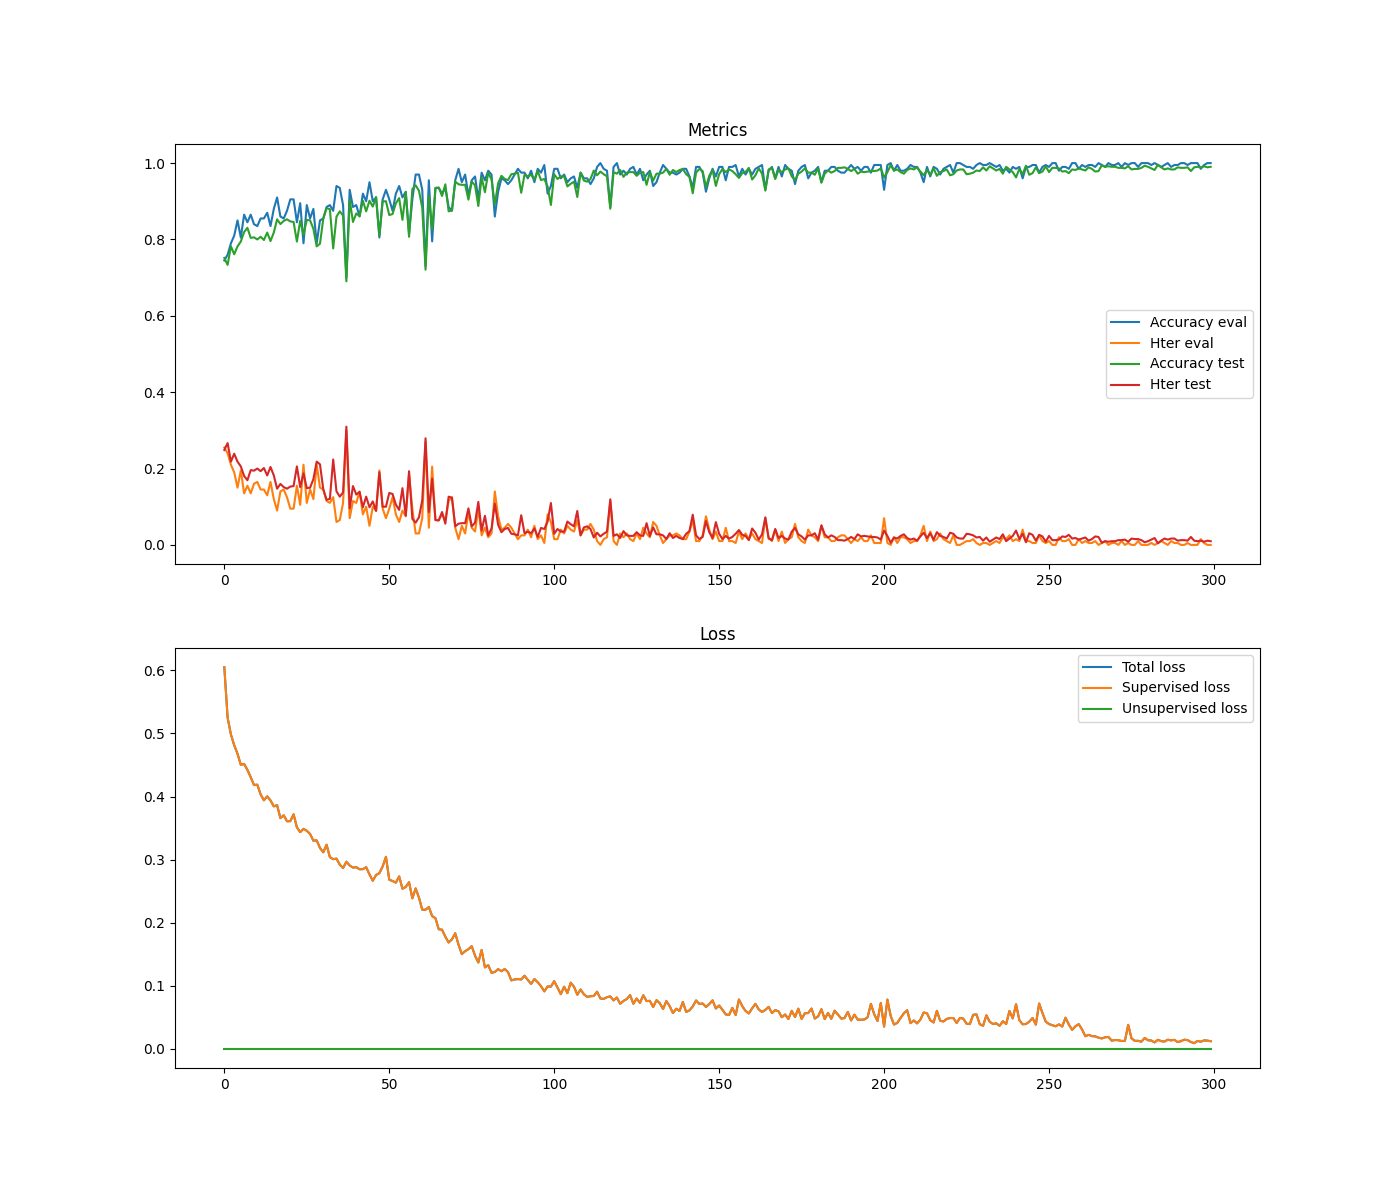 Metrics
1.0
0.8
0.6
0.4
0.2
0.0
Accuracy eval
Hter eval
Accuracy test
Hter test
0 50 100 150 200 250 300
Loss
0.6
0.5
0.4
0.3
0.2
0.1
0.0
Total loss
Supervised loss
Unsupervised loss
0 50 100 150 200 250 300